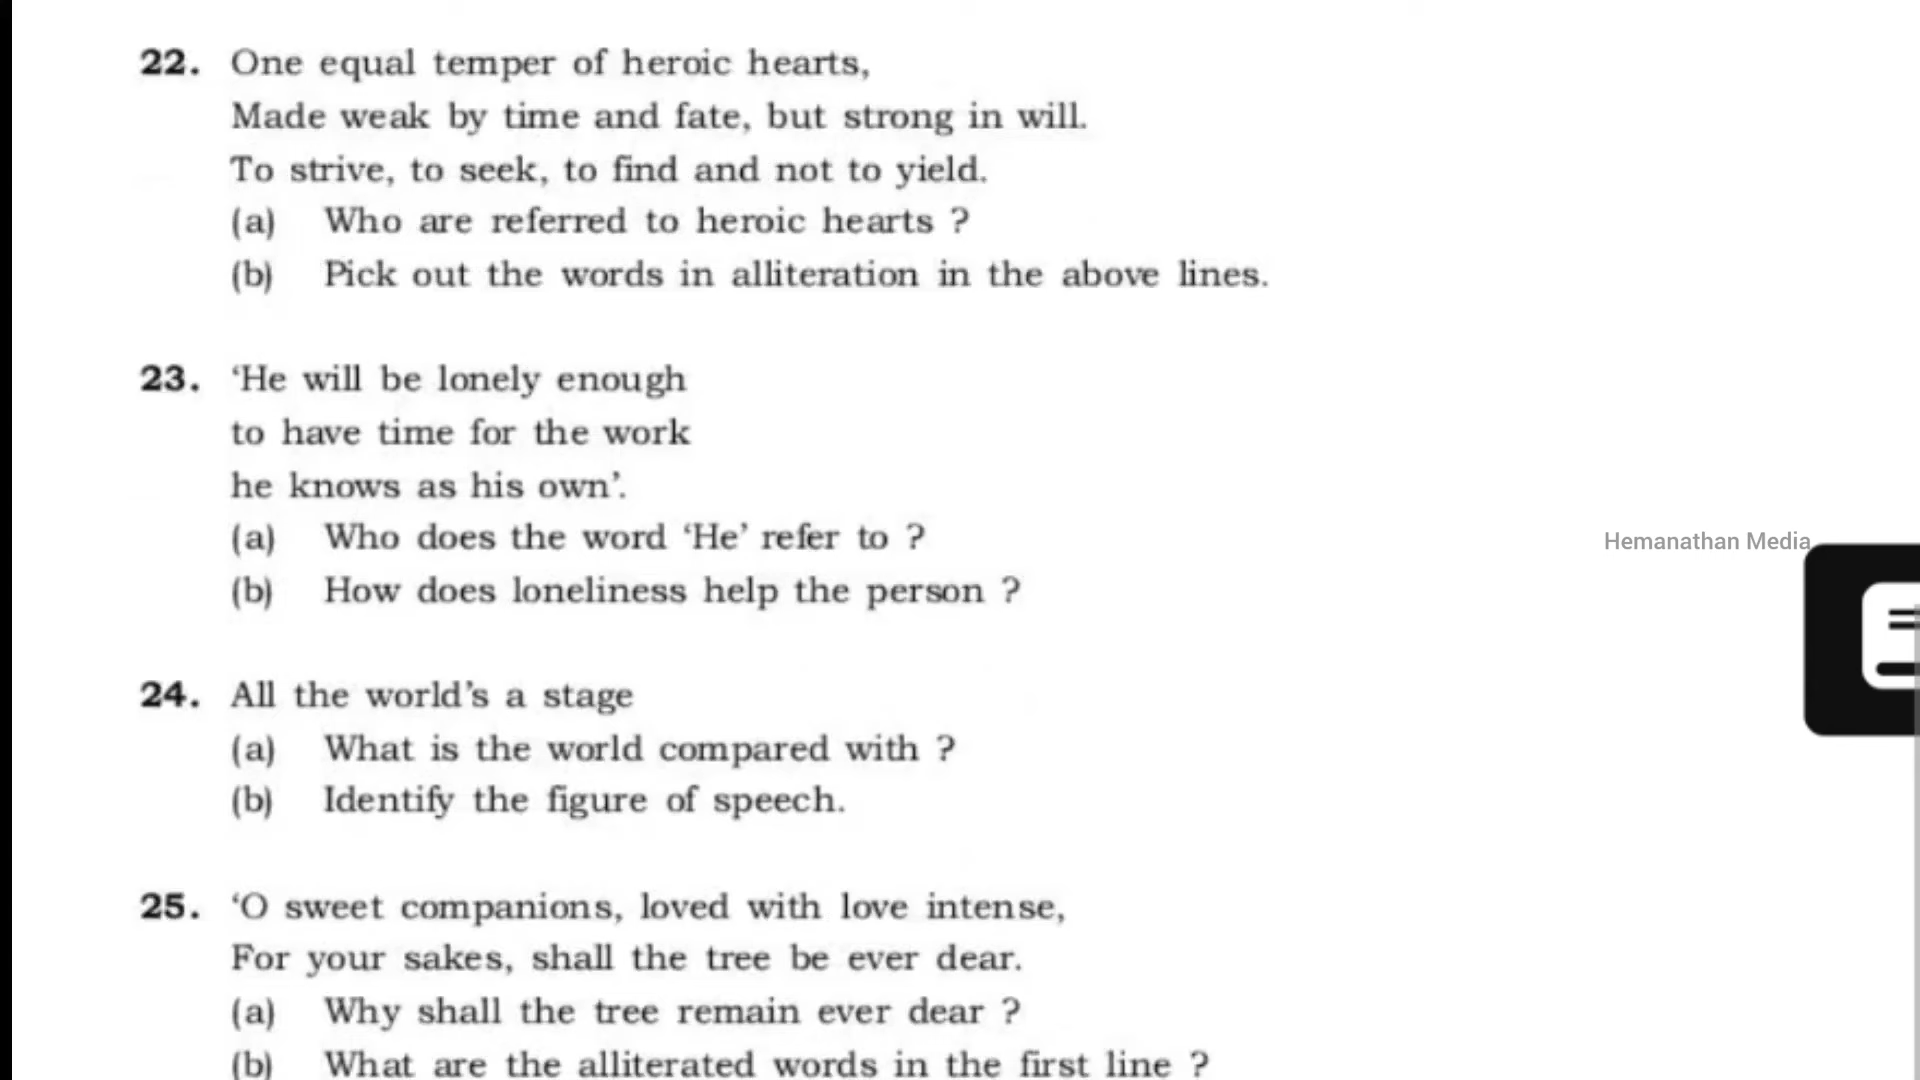 22. One equal temper of heroic hearts,
Made weak by time and fate, but strong in will.
To strive, to seek, to find and not to yield.
(a) Who are referred to heroic hearts ?
(b) Pick out the words in alliteration in the above lines.
23. ‘He will be lonely enough
to have time for the work
he knows as his own’.
(a) Who does the word ‘He’ refer to ?
(b) How does loneliness help the person ?
Hemanathan Media
24. All the world’s a stage
(a) What is the world compared with ?
(b) Identify the figure of speech.
25. ‘O sweet companions, loved with love intense,
For your sakes, shall the tree be ever dear.
(a) Why shall the tree remain ever dear ?
(b) What are the alliterated words in the first line ?